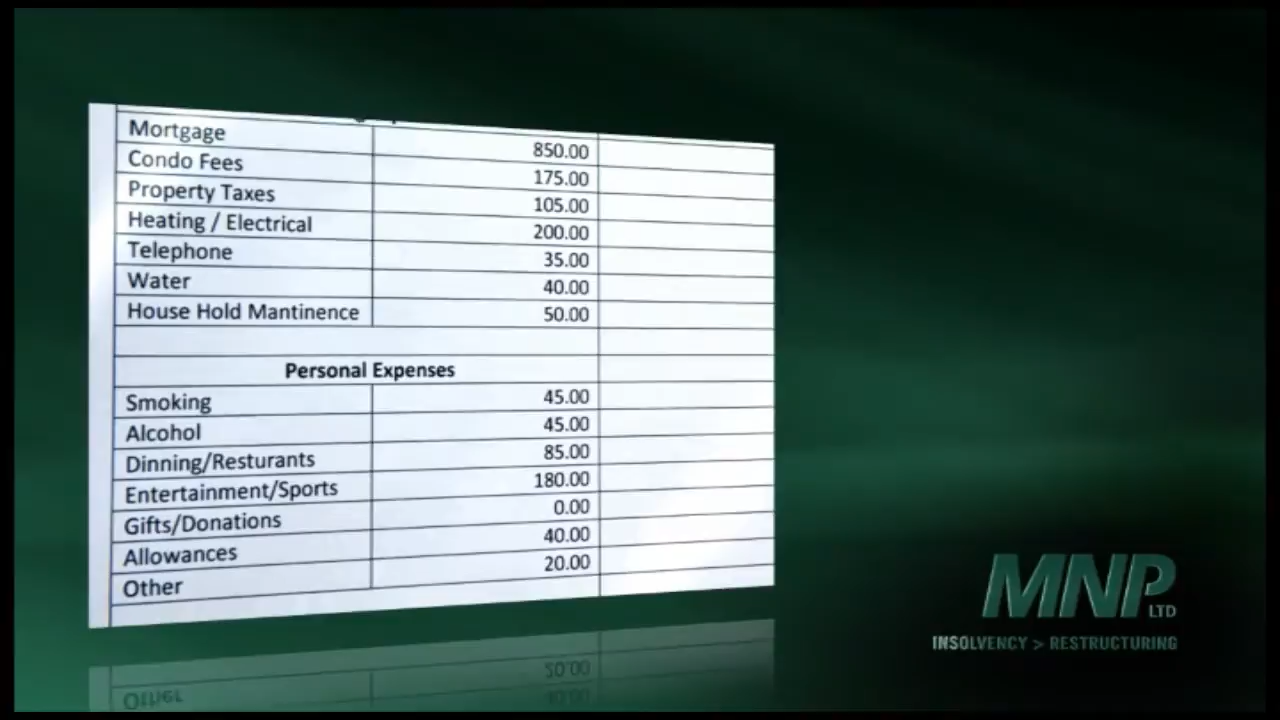 Mortgage 850.00
Condo Fees 175.00
Property Taxes 105.00
Heating / Electrical 200.00
Telephone 35.00
Water 40.00
House Hold Mantinence 50.00
Personal Expenses
Smoking 45.00
Alcohol 45.00
Dinning/Resturants 85.00
Entertainment/Sports 180.00
Gifts/Donations 0.00
Allowances 40.00
Other 20.00
MNP
LTD
INSOLVENCY > RESTRUCTURING